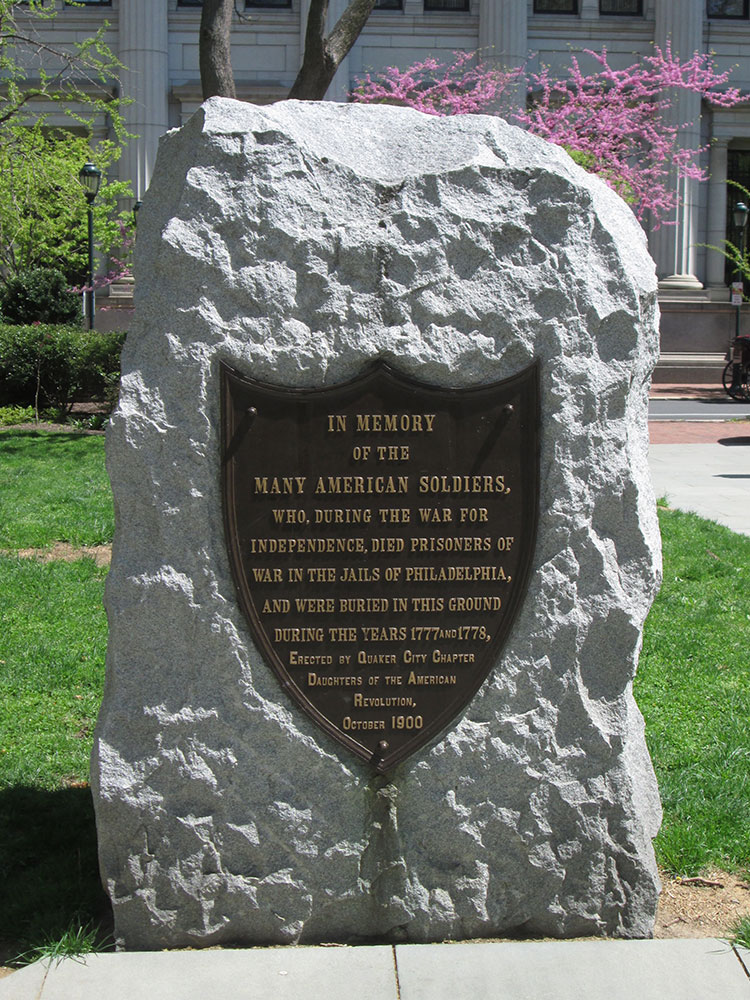 IN MEMORY
OF THE
MANY AMERICAN SOLDIERS,
WHO, DURING THE WAR FOR
INDEPENDENCE, DIED PRISONERS OF
WAR IN THE JAILS OF PHILADELPHIA,
AND WERE BURIED IN THIS GROUND
DURING THE YEARS 1777 AND 1778,
ERECTED BY QUAKER CITY CHAPTER
DAUGHTERS OF THE AMERICAN
REVOLUTION,
OCTOBER 1900